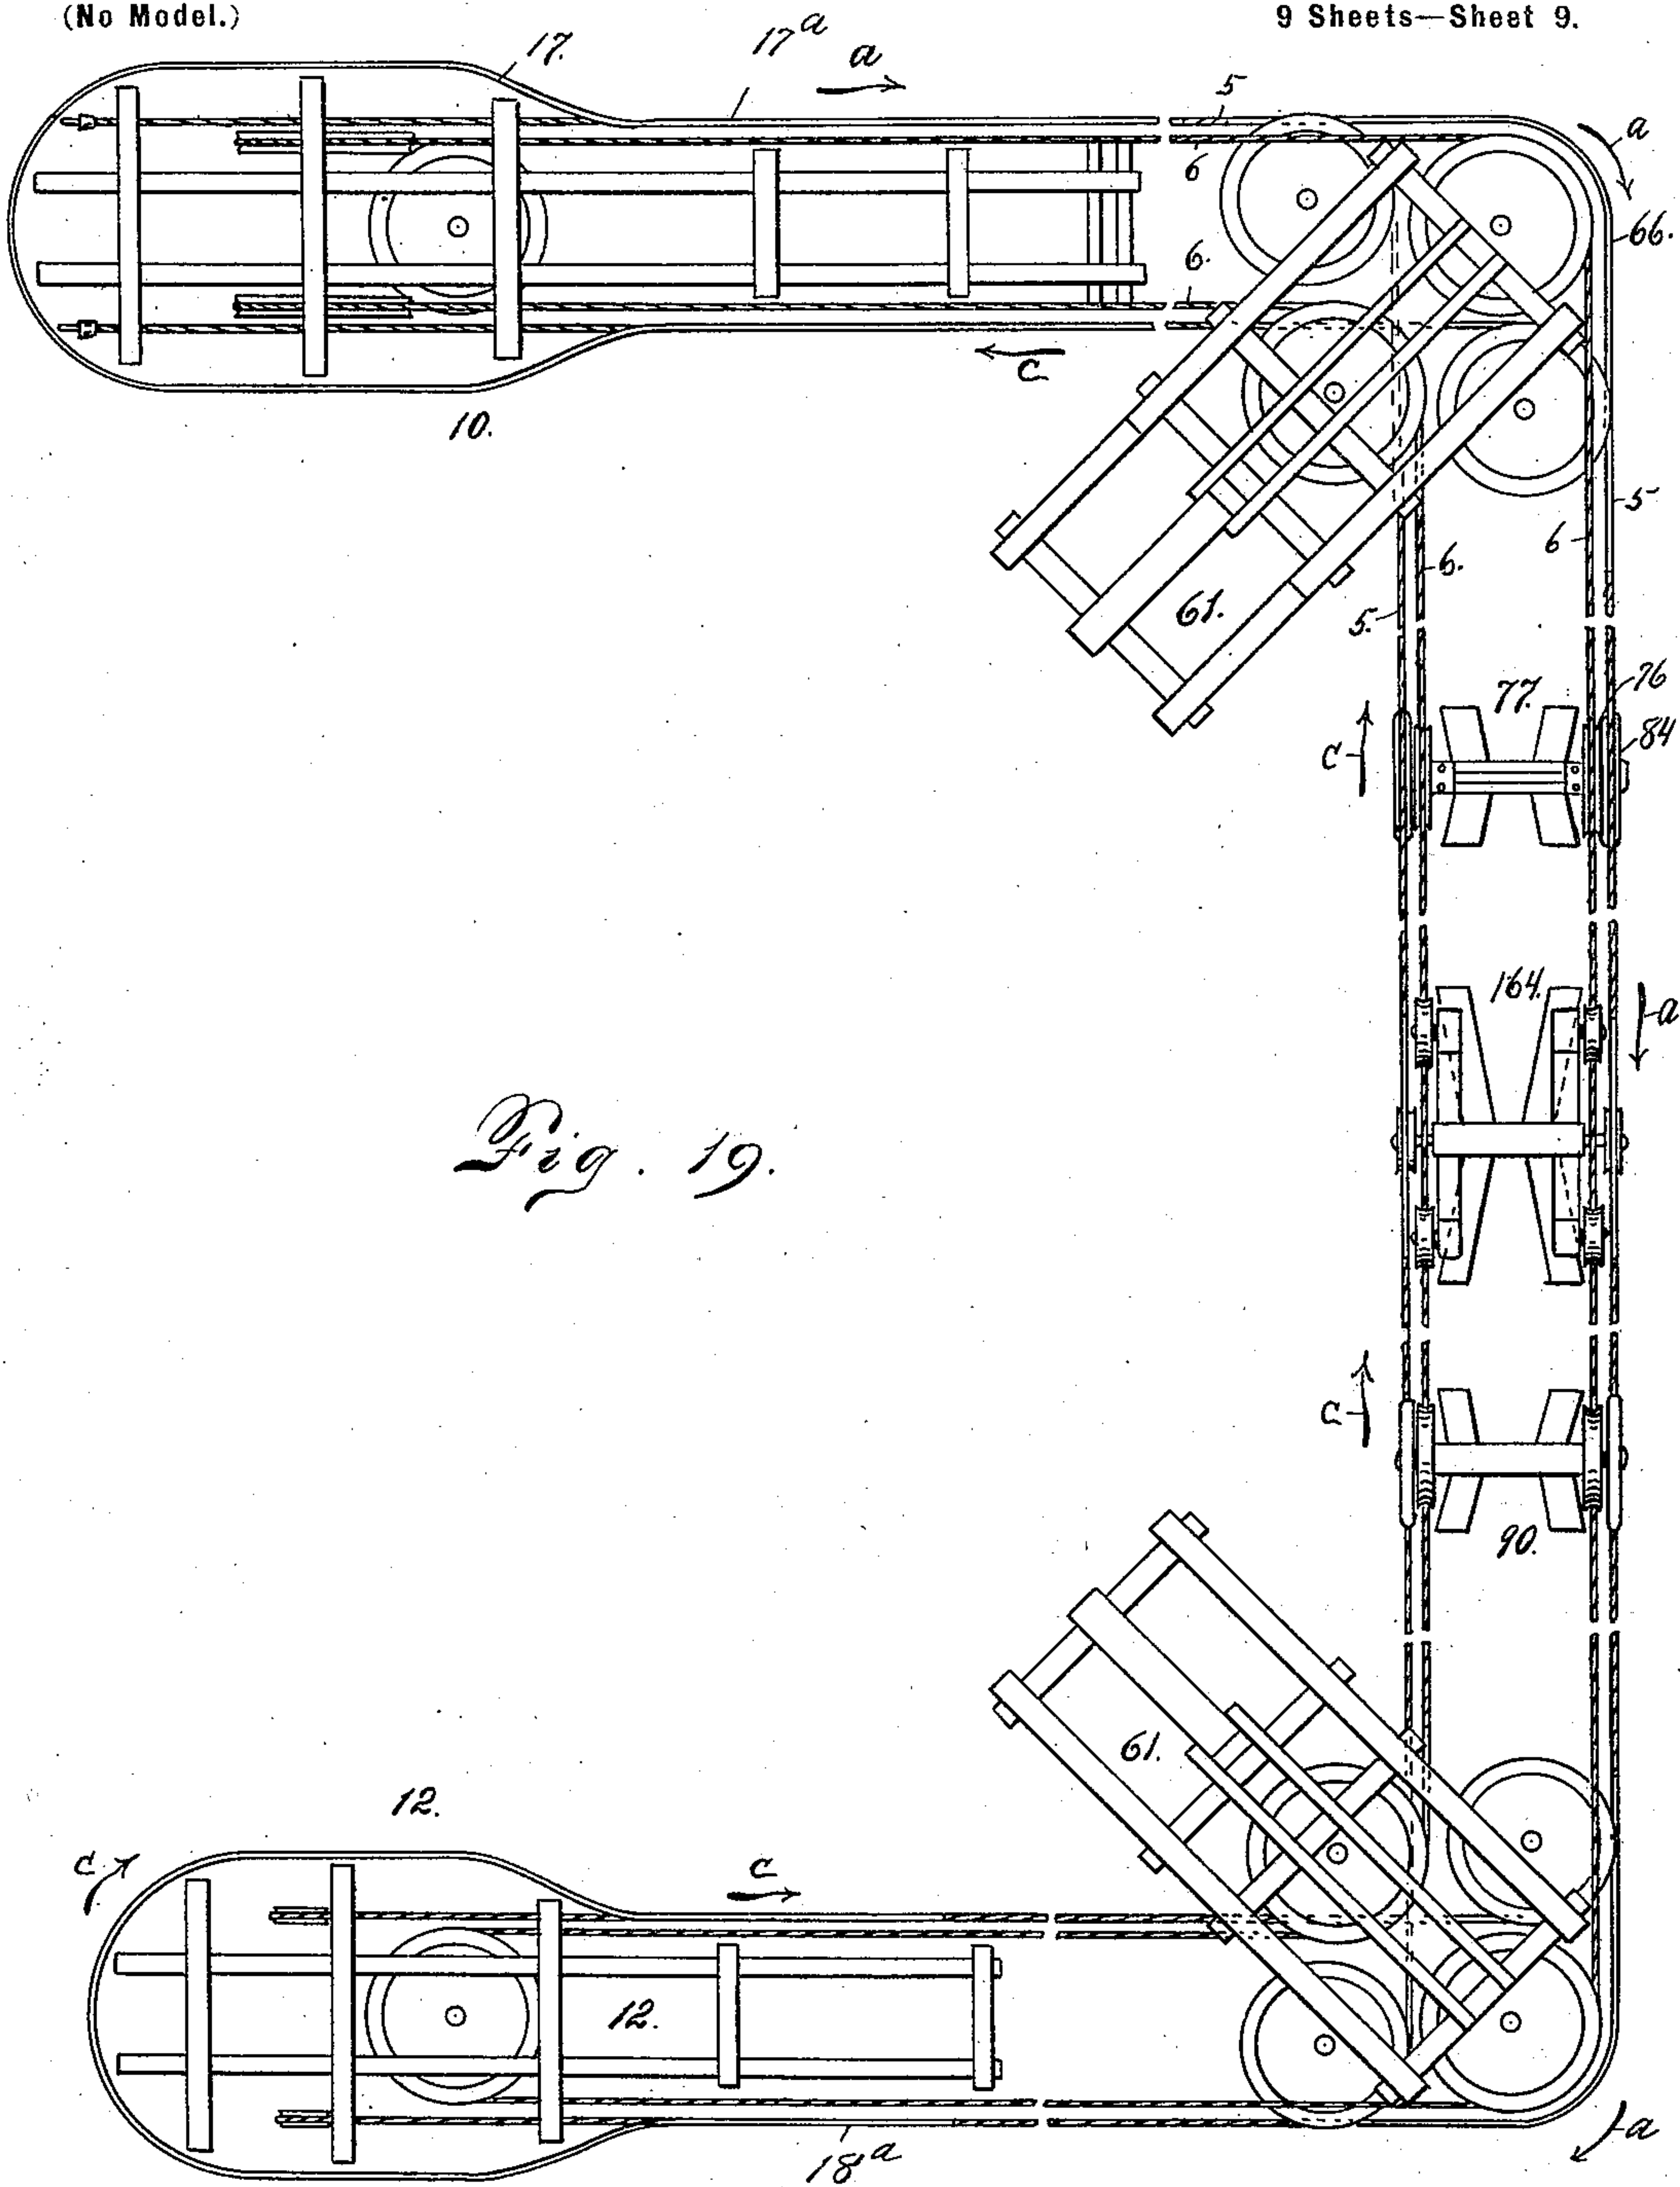 (No Model.)
9 Sheets—Sheet 9.
17.
17a
a
5
a
6
66.
6.
c
10.
5
6
6.
61.
5.
77.
76
84
c
164.
a
Fig. 19.
c
90.
61.
12.
c
c
12.
18a
a